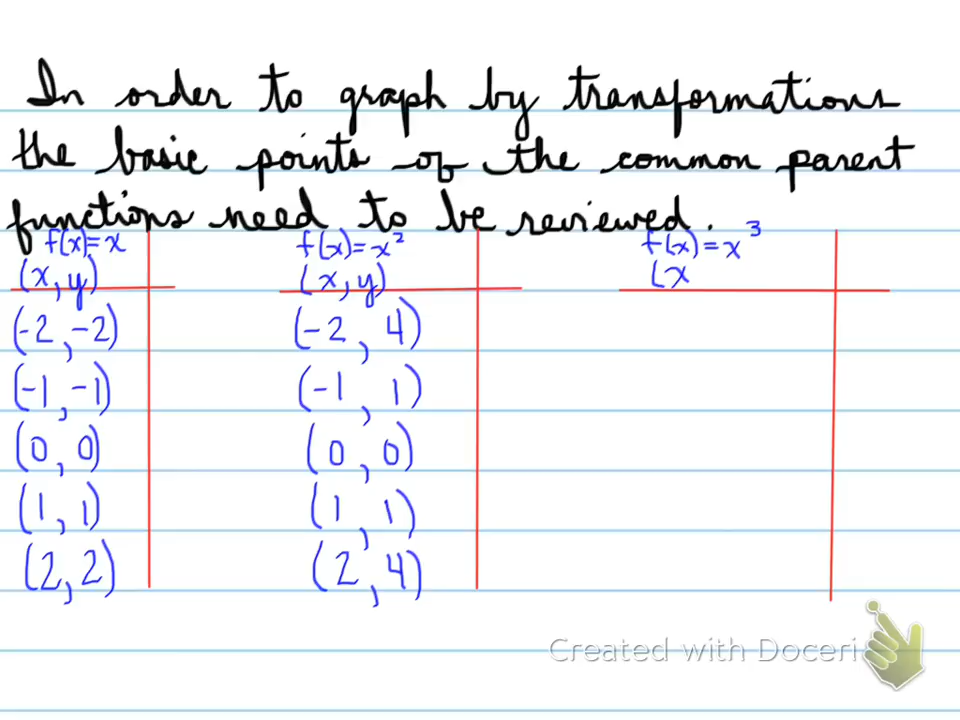 In order to graph by transformations
the basic points of the common parent
functions need to be reviewed.
f(x)=x f(x)=x² f(x)=x³
(x,y) (x,y) (x
(-2,-2) (-2,4)
(-1,-1) (-1,1)
(0,0) (0,0)
(1,1) (1,1)
(2,2) (2,4)
Created with Doceri